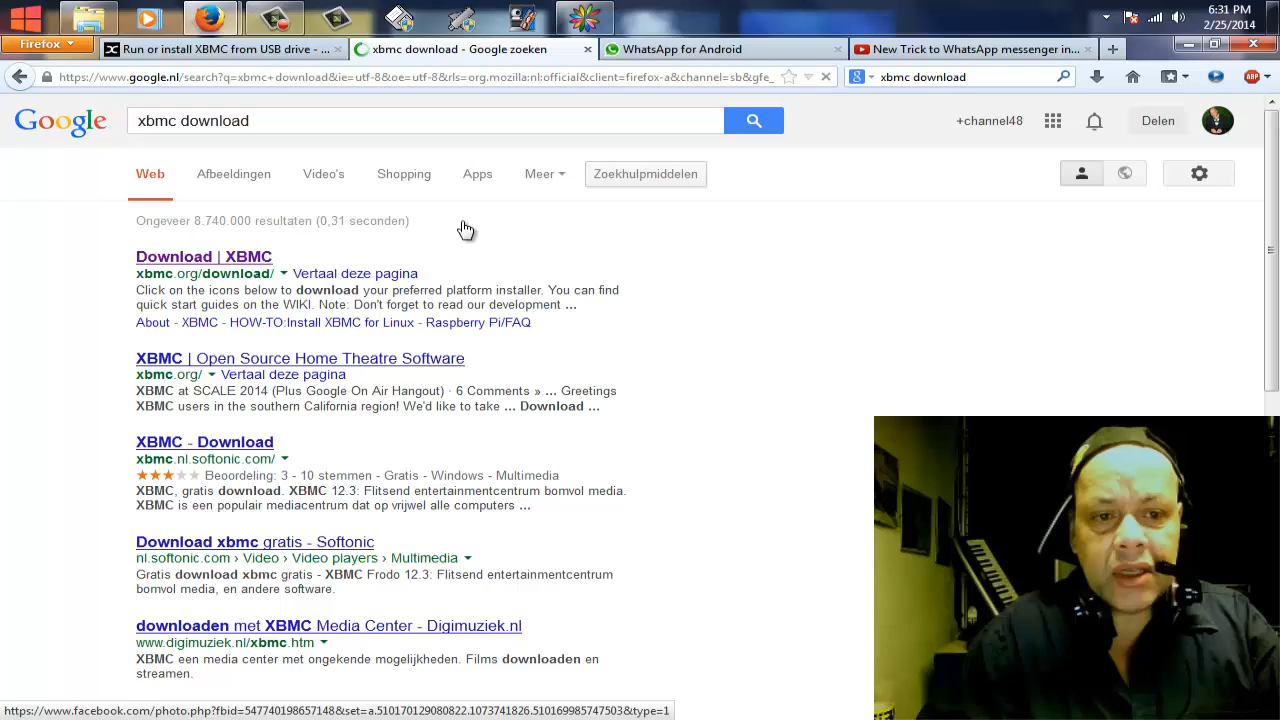 6:31 PM
2/25/2014
Firefox
Run or install XBMC from USB drive - ...
xbmc download - Google zoeken
WhatsApp for Android
New Trick to WhatsApp messenger in...
https://www.google.nl/search?q=xbmc+download&ie=utf-8&oe=utf-8&rls=org.mozilla:nl:official&client=firefox-a&channel=sb&gfe_
xbmc download
ABP
Google
xbmc download
+channel48
Delen
Web
Afbeeldingen
Video's
Shopping
Apps
Meer
Zoekhulpmiddelen
Ongeveer 8.740.000 resultaten (0,31 seconden)
Download | XBMC
xbmc.org/download/ Vertaal deze pagina
Click on the icons below to download your preferred platform installer. You can find
quick start guides on the WIKI. Note: Don't forget to read our development ...
About - XBMC - HOW-TO:Install XBMC for Linux - Raspberry Pi/FAQ
XBMC | Open Source Home Theatre Software
xbmc.org/ Vertaal deze pagina
XBMC at SCALE 2014 (Plus Google On Air Hangout) · 6 Comments » ... Greetings
XBMC users in the southern California region! We'd like to take ... Download ...
XBMC - Download
xbmc.nl.softonic.com/
Beoordeling: 3 - 10 stemmen - Gratis - Windows - Multimedia
XBMC, gratis download. XBMC 12.3: Flitsend entertainmentcentrum bomvol media.
XBMC is een populair mediacentrum dat op vrijwel alle computers ...
Download xbmc gratis - Softonic
nl.softonic.com › Video › Video players › Multimedia
Gratis download xbmc gratis - XBMC Frodo 12.3: Flitsend entertainmentcentrum
bomvol media, en andere software.
downloaden met XBMC Media Center - Digimuziek.nl
www.digimuziek.nl/xbmc.htm
XBMC een media center met ongekende mogelijkheden. Films downloaden en
streamen.
https://www.facebook.com/photo.php?fbid=547740198657148&set=a.510170129080822.1073741826.510169985747503&type=1